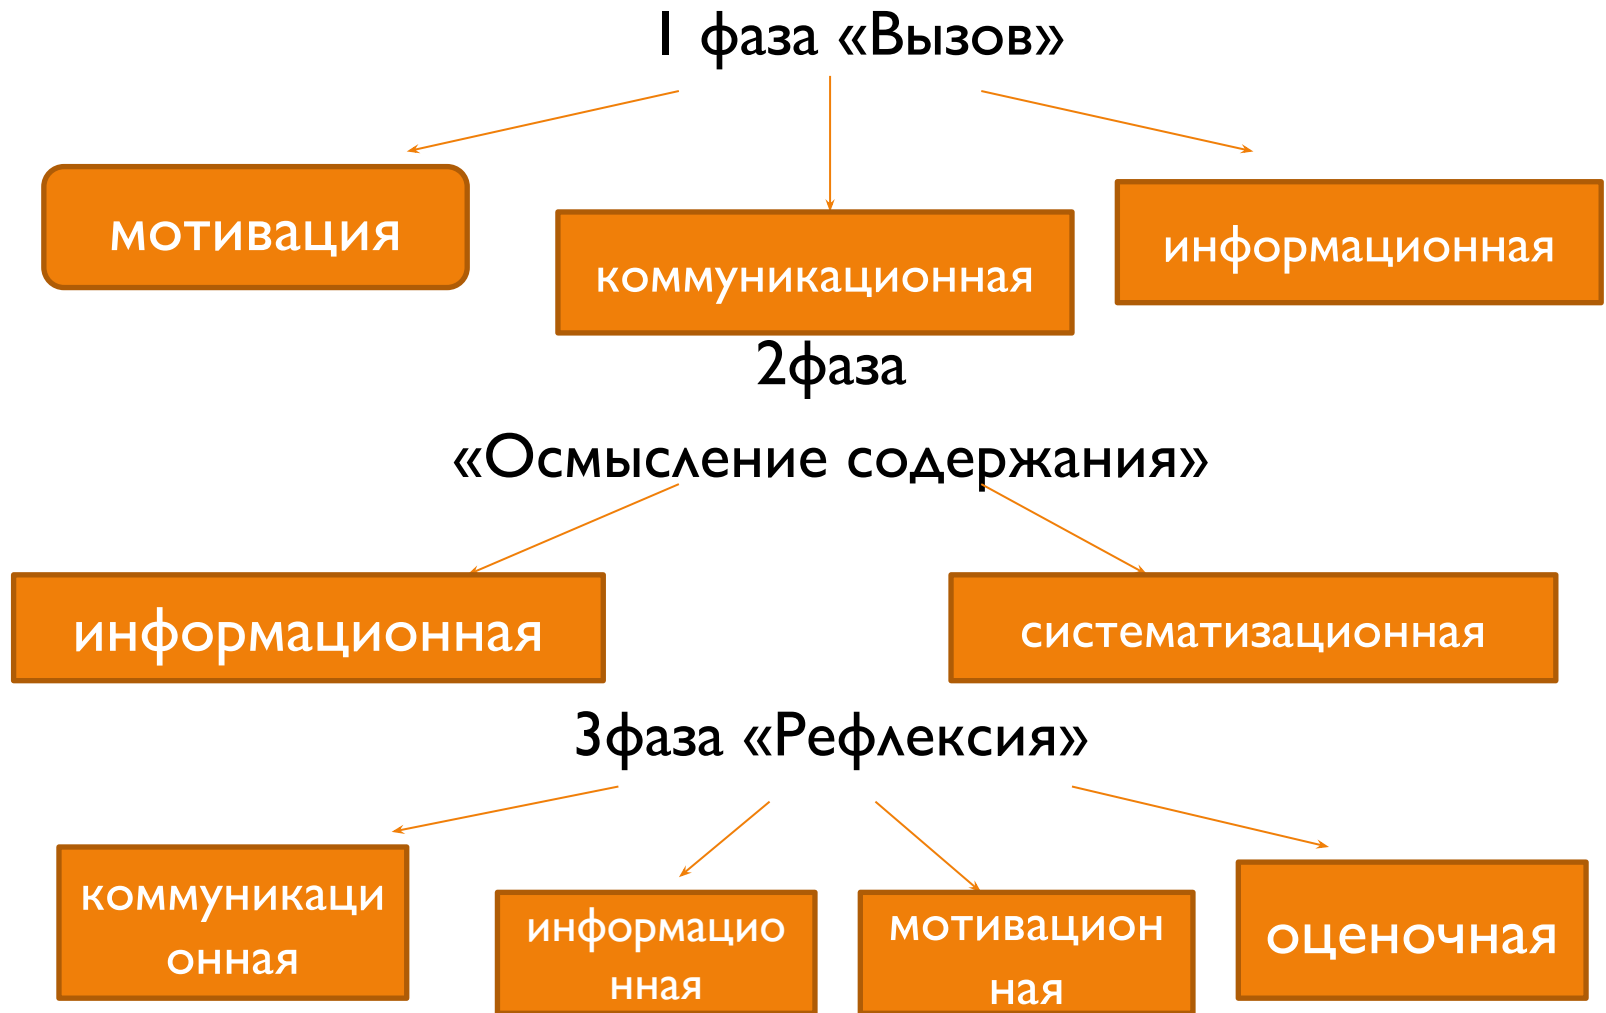 1 фаза «Вызов»
мотивация
коммуникационная
информационная
2фаза
«Осмысление содержания»
информационная
систематизационная
3фаза «Рефлексия»
коммуникаци
онная
информацио
нная
мотивацион
ная
оценочная